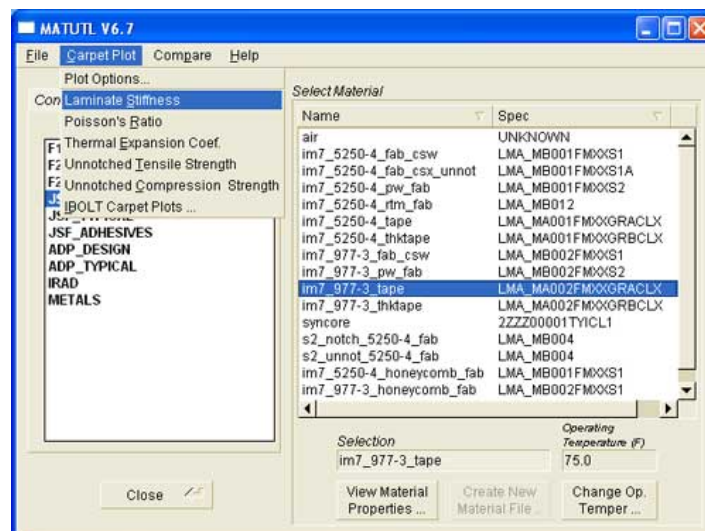 MATUTL V6.7
File Carpet Plot Compare Help
Plot Options...
Laminate Stiffness
Poisson's Ratio
Thermal Expansion Coef.
Unnotched Tensile Strength
Unnotched Compression Strength
IBOLT Carpet Plots ...
Con
F1
F2
F2
JSF_ADHESIVES
ADP_DESIGN
ADP_TYPICAL
IRAD
METALS
Select Material
Name Spec
air UNKNOWN
im7_5250-4_fab_csw LMA_MB001FMXXS1
im7_5250-4_fab_csx_unnot LMA_MB001FMXXS1A
im7_5250-4_pw_fab LMA_MB001FMXXS2
im7_5250-4_rtm_fab LMA_MB012
im7_5250-4_tape LMA_MA001FMXXGRACLX
im7_5250-4_thktape LMA_MA001FMXXGRBCLX
im7_977-3_fab_csw LMA_MB002FMXXS1
im7_977-3_pw_fab LMA_MB002FMXXS2
im7_977-3_tape LMA_MA002FMXXGRACLX
im7_977-3_thktape LMA_MA002FMXXGRBCLX
syncore 2ZZZ00001TYICL1
s2_notch_5250-4_fab LMA_MB004
s2_unnot_5250-4_fab LMA_MB004
im7_5250-4_honeycomb_fab LMA_MB001FMXXS1
im7_977-3_honeycomb_fab LMA_MB002FMXXS1
Selection
im7_977-3_tape
Operating
Temperature (F)
75.0
Close
View Material
Properties ...
Create New
Material File ...
Change Op.
Temper ...